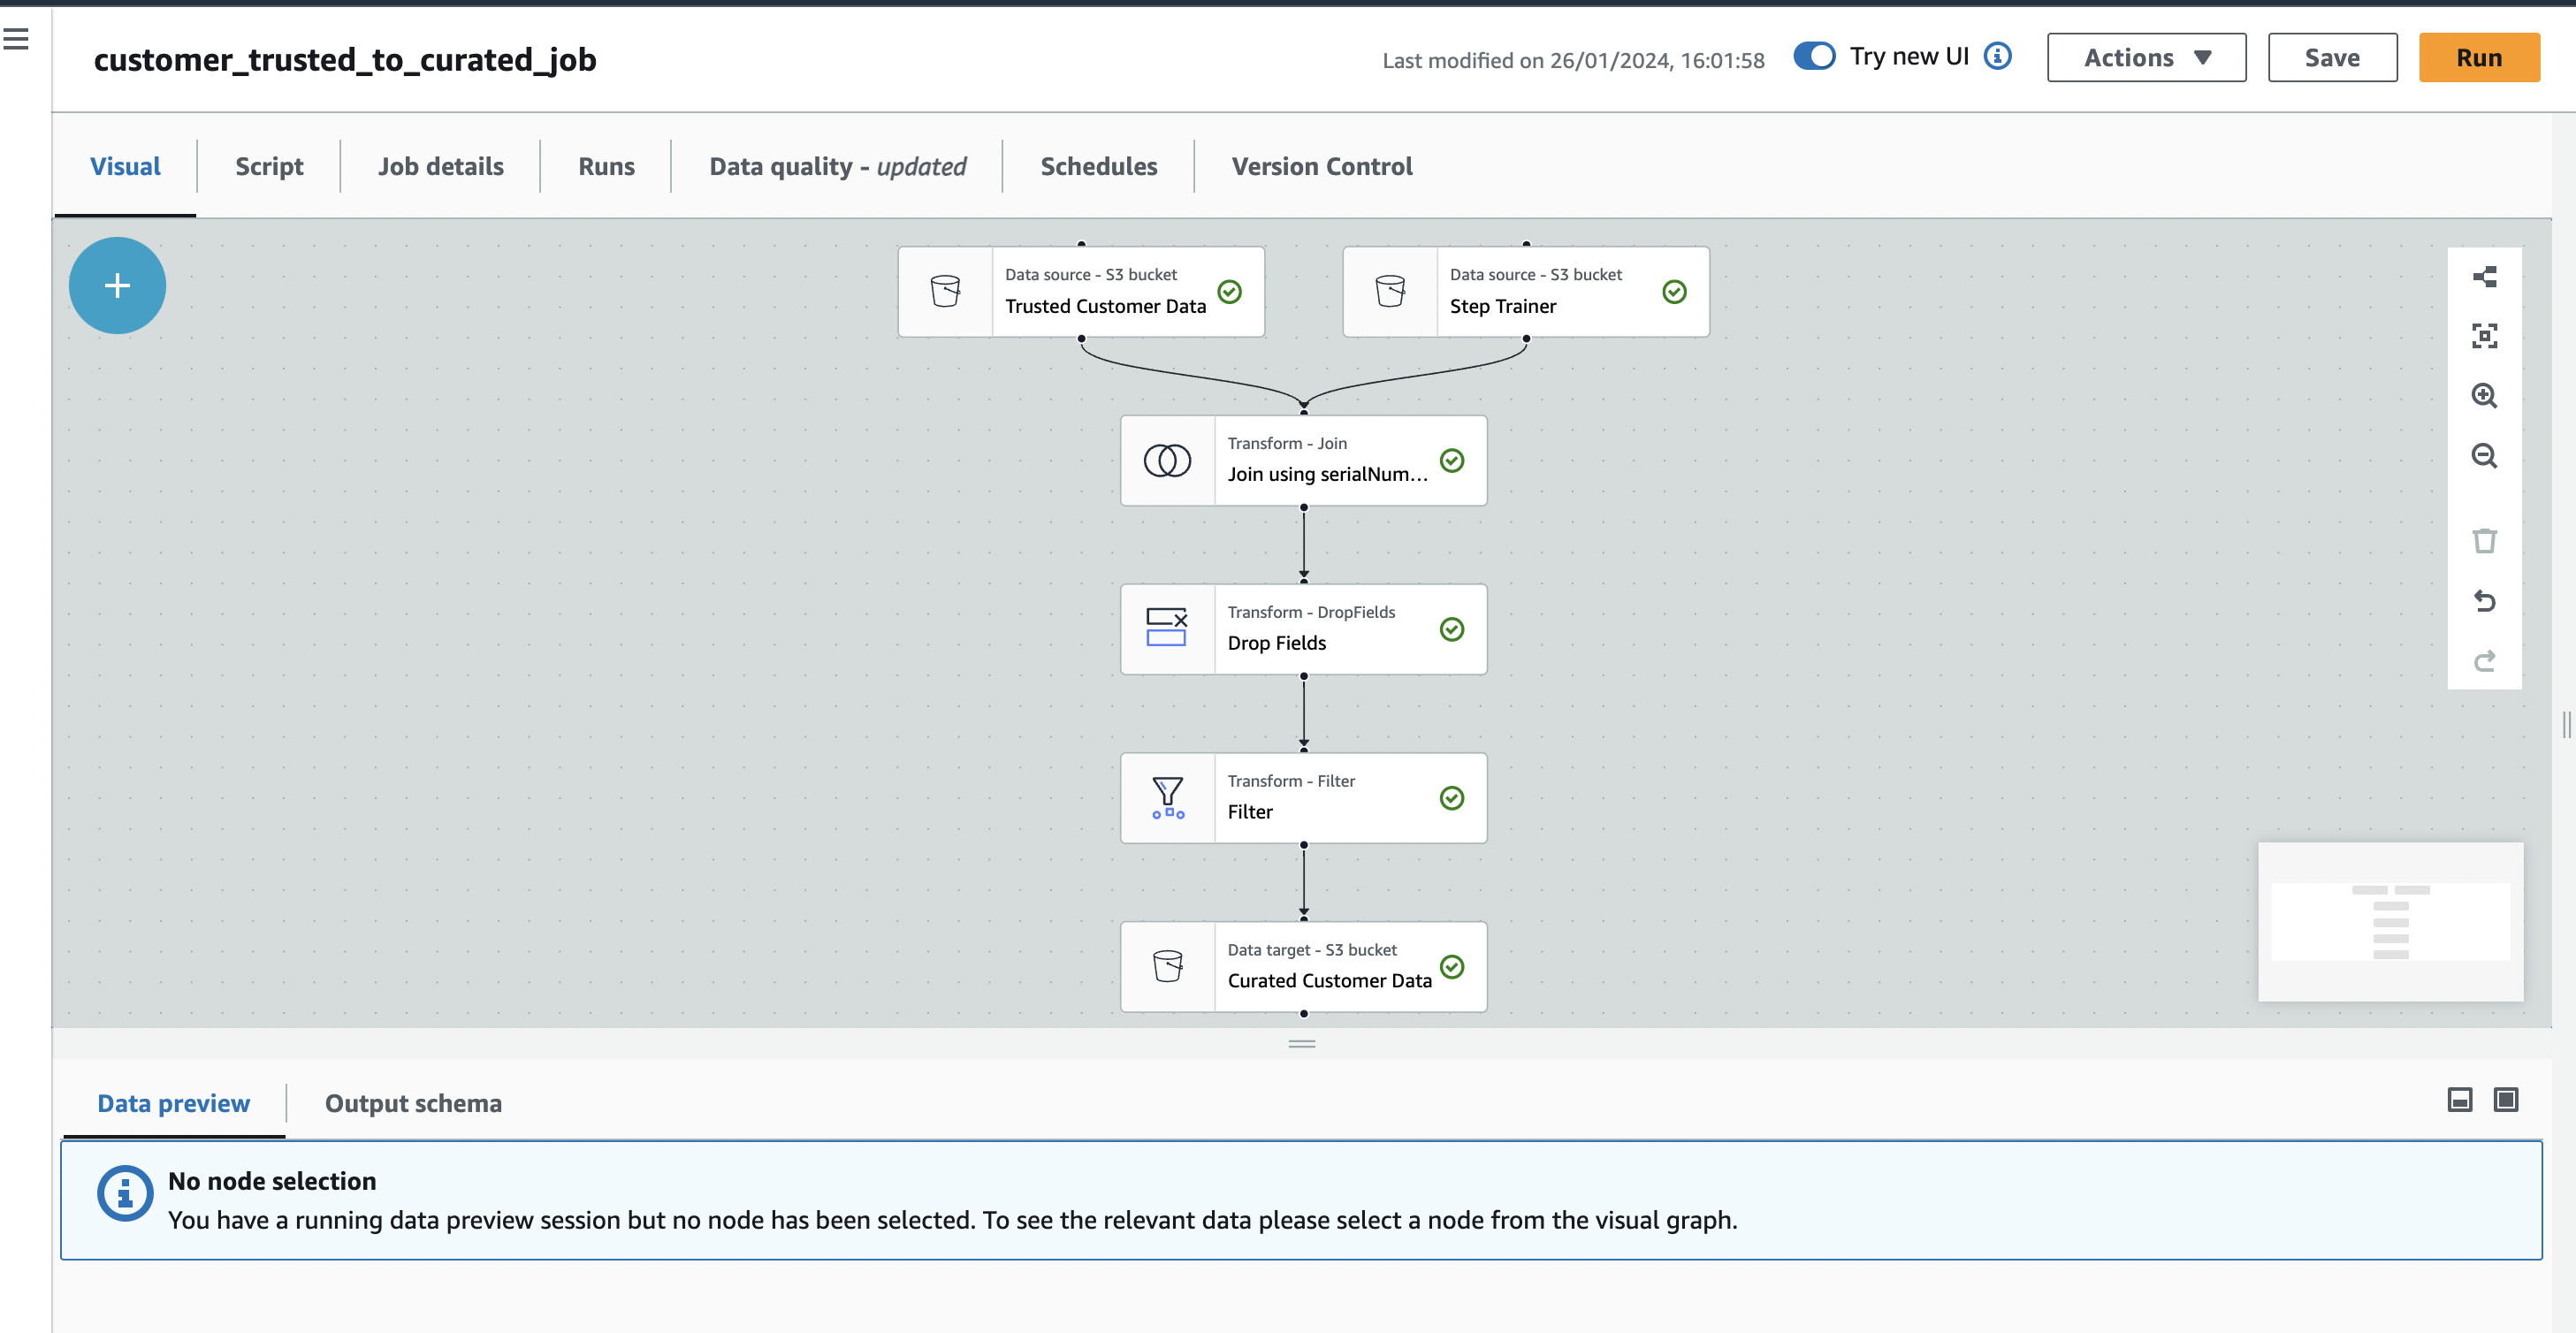 customer_trusted_to_curated_job
Last modified on 26/01/2024, 16:01:58
Try new UI
Actions
Save
Run
Visual
Script
Job details
Runs
Data quality - updated
Schedules
Version Control
Data source - S3 bucket
Trusted Customer Data
Data source - S3 bucket
Step Trainer
Transform - Join
Join using serialNum...
Transform - DropFields
Drop Fields
Transform - Filter
Filter
Data target - S3 bucket
Curated Customer Data
Data preview
Output schema
No node selection
You have a running data preview session but no node has been selected. To see the relevant data please select a node from the visual graph.